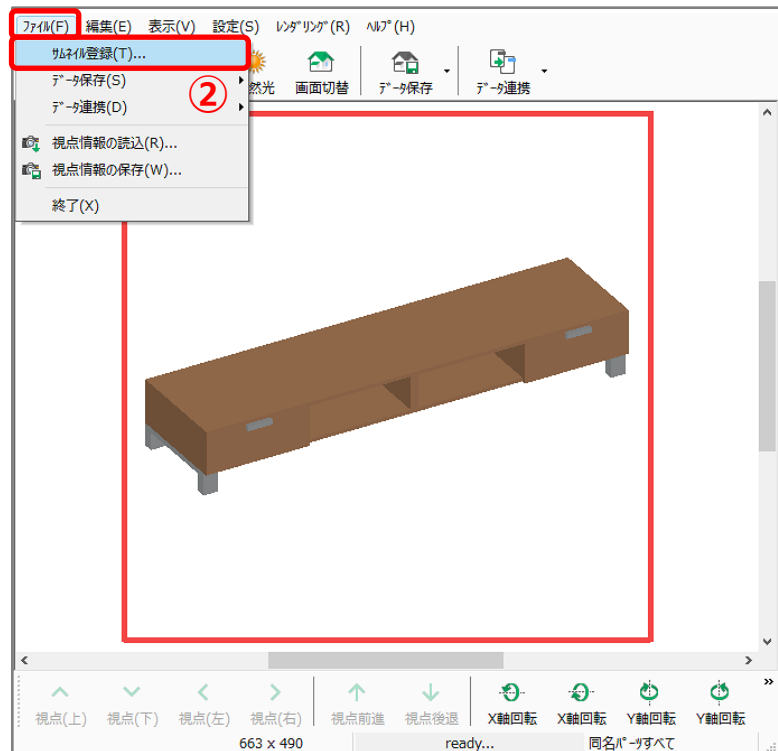 ﾌｧｲﾙ(F) 編集(E) 表示(V) 設定(S) ﾚﾝﾀﾞﾘﾝｸﾞ(R) ﾍﾙﾌﾟ(H)
ｻﾑﾈｲﾙ登録(T)...
ﾃﾞｰﾀ保存(S)
ﾃﾞｰﾀ連携(D)
②
視点情報の読込(R)...
視点情報の保存(W)...
終了(X)
然光 画面切替 ﾃﾞｰﾀ保存 ﾃﾞｰﾀ連携
視点(上) 視点(下) 視点(左) 視点(右) 視点前進 視点後退 X軸回転 X軸回転 Y軸回転 Y軸回転
663 x 490 ready... 同名ﾊﾟｰﾂすべて